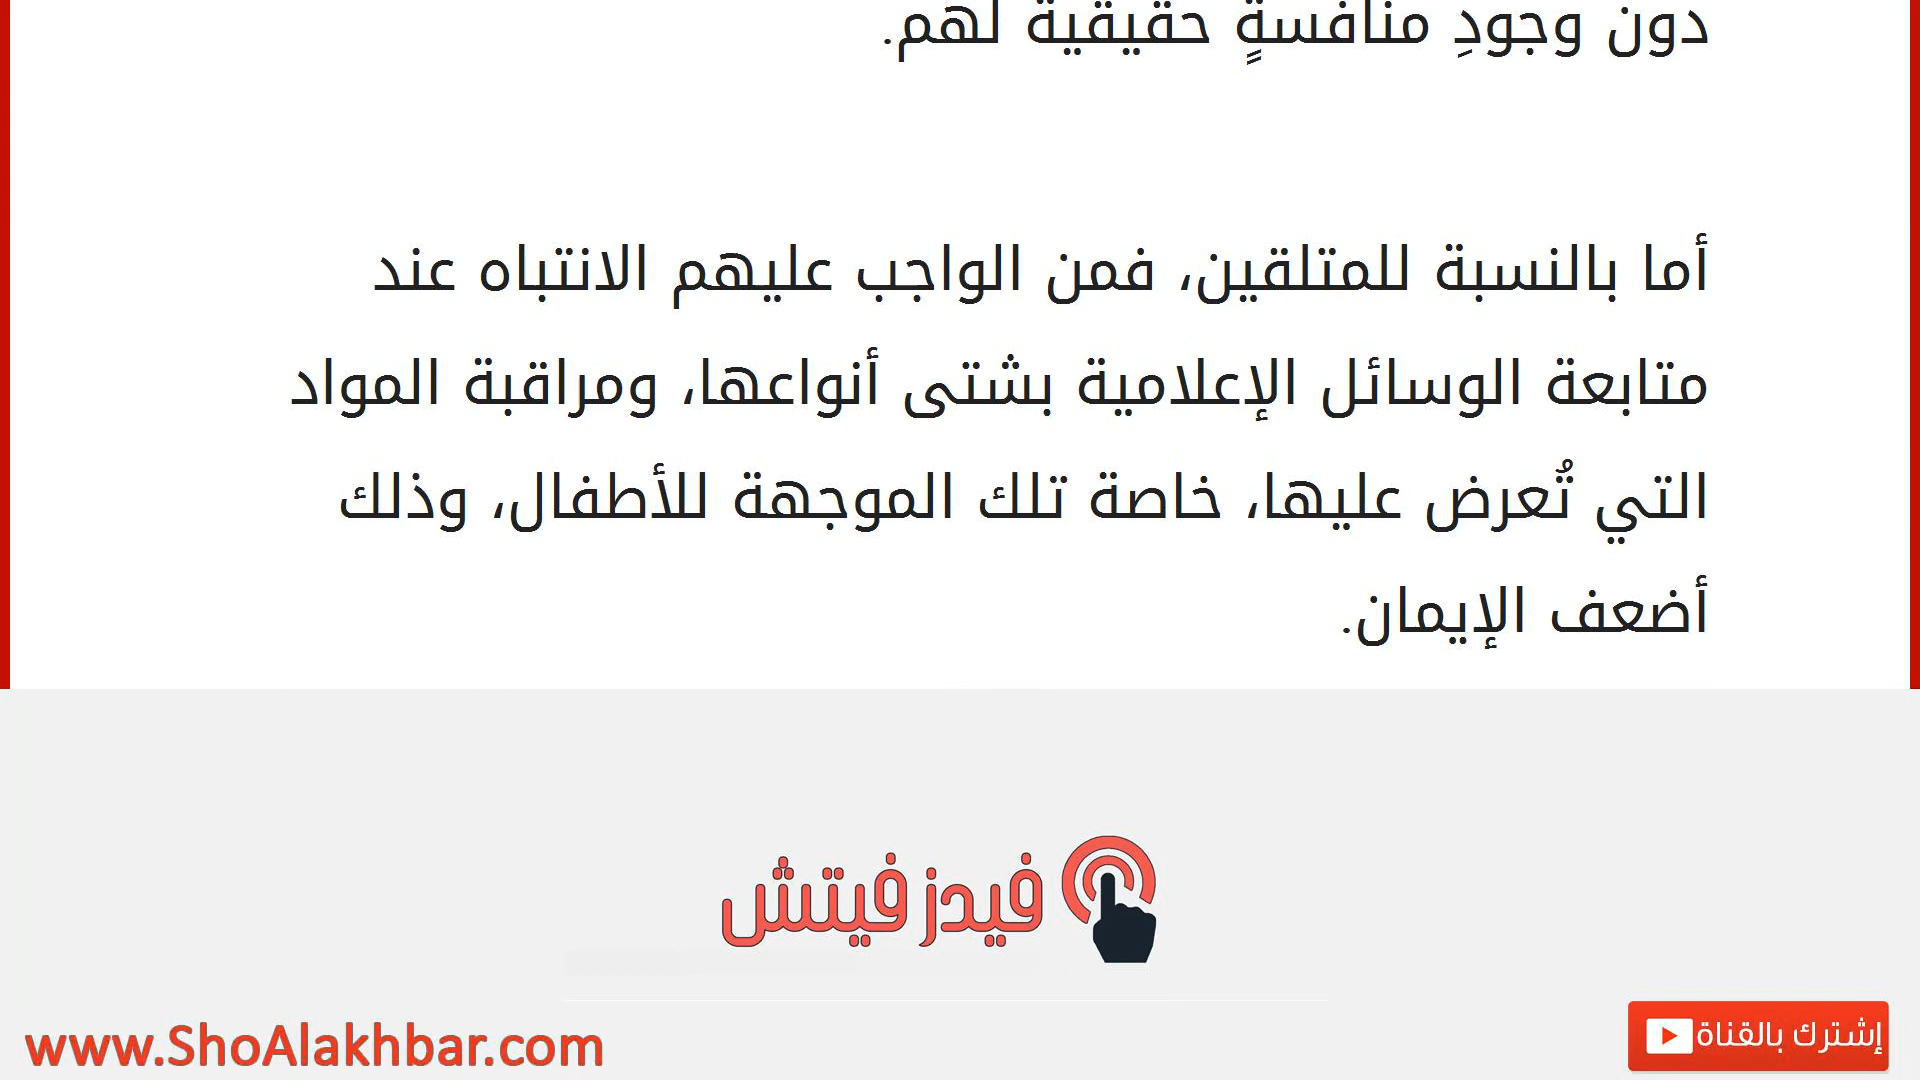 دون وجودِ منافسةٍ حقيقية لهم.
أما بالنسبة للمتلقين، فمن الواجب عليهم الانتباه عند
متابعة الوسائل الإعلامية بشتى أنواعها، ومراقبة المواد
التي تُعرض عليها، خاصة تلك الموجهة للأطفال، وذلك
أضعف الإيمان.
فيدز فيتش
www.ShoAlakhbar.com
إشترك بالقناة